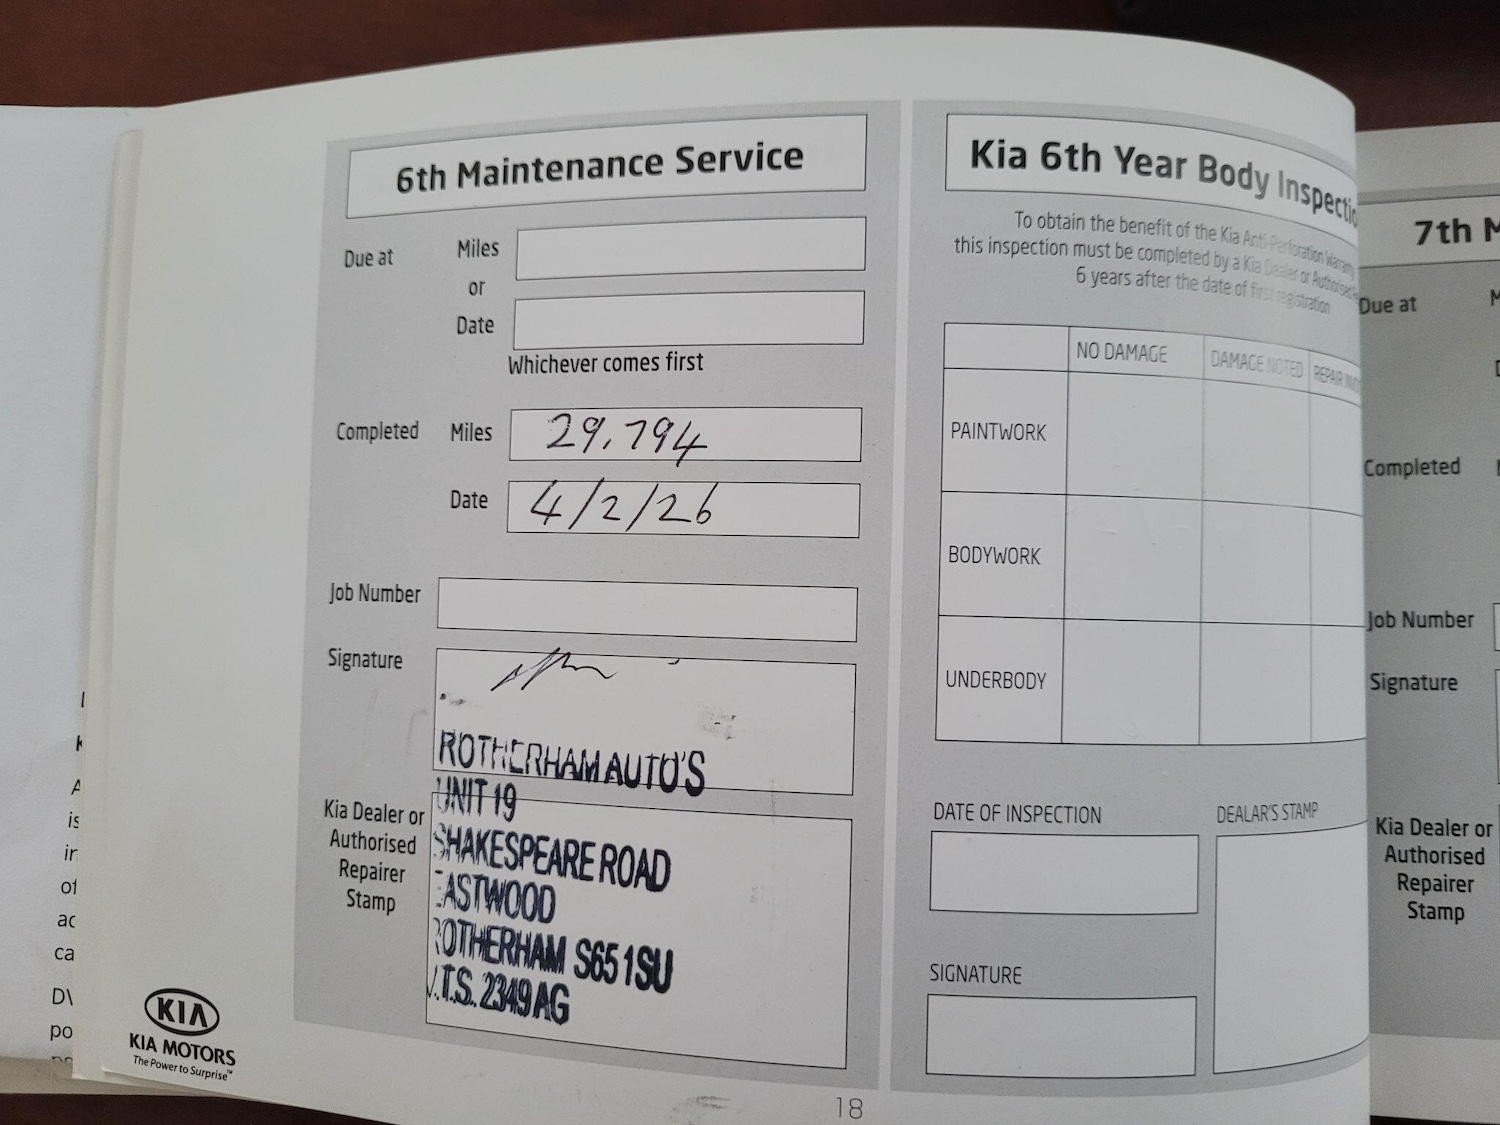 6th Maintenance Service
Due at
Miles
or
Date
Whichever comes first
Completed
Miles 29,794
Date 4/2/26
Job Number
Signature
Kia Dealer or
Authorised
Repairer
Stamp
ROTHERHAM AUTO'S
UNIT 19
SHAKESPEARE ROAD
EASTWOOD
ROTHERHAM S65 1SU
V.T.S. 2349AG
KIA
KIA MOTORS
The Power to Surprise™
18
Kia 6th Year Body Inspectio
To obtain the benefit of the Kia Anti-Perforation Warranty
this inspection must be completed by a Kia Dealer or Authorised
6 years after the date of first registration
NO DAMAGE
DAMAGE NOTED
REPAIR
PAINTWORK
BODYWORK
UNDERBODY
DATE OF INSPECTION
DEALAR'S STAMP
SIGNATURE
7th M
Due at
Completed
Job Number
Signature
Kia Dealer or
Authorised
Repairer
Stamp